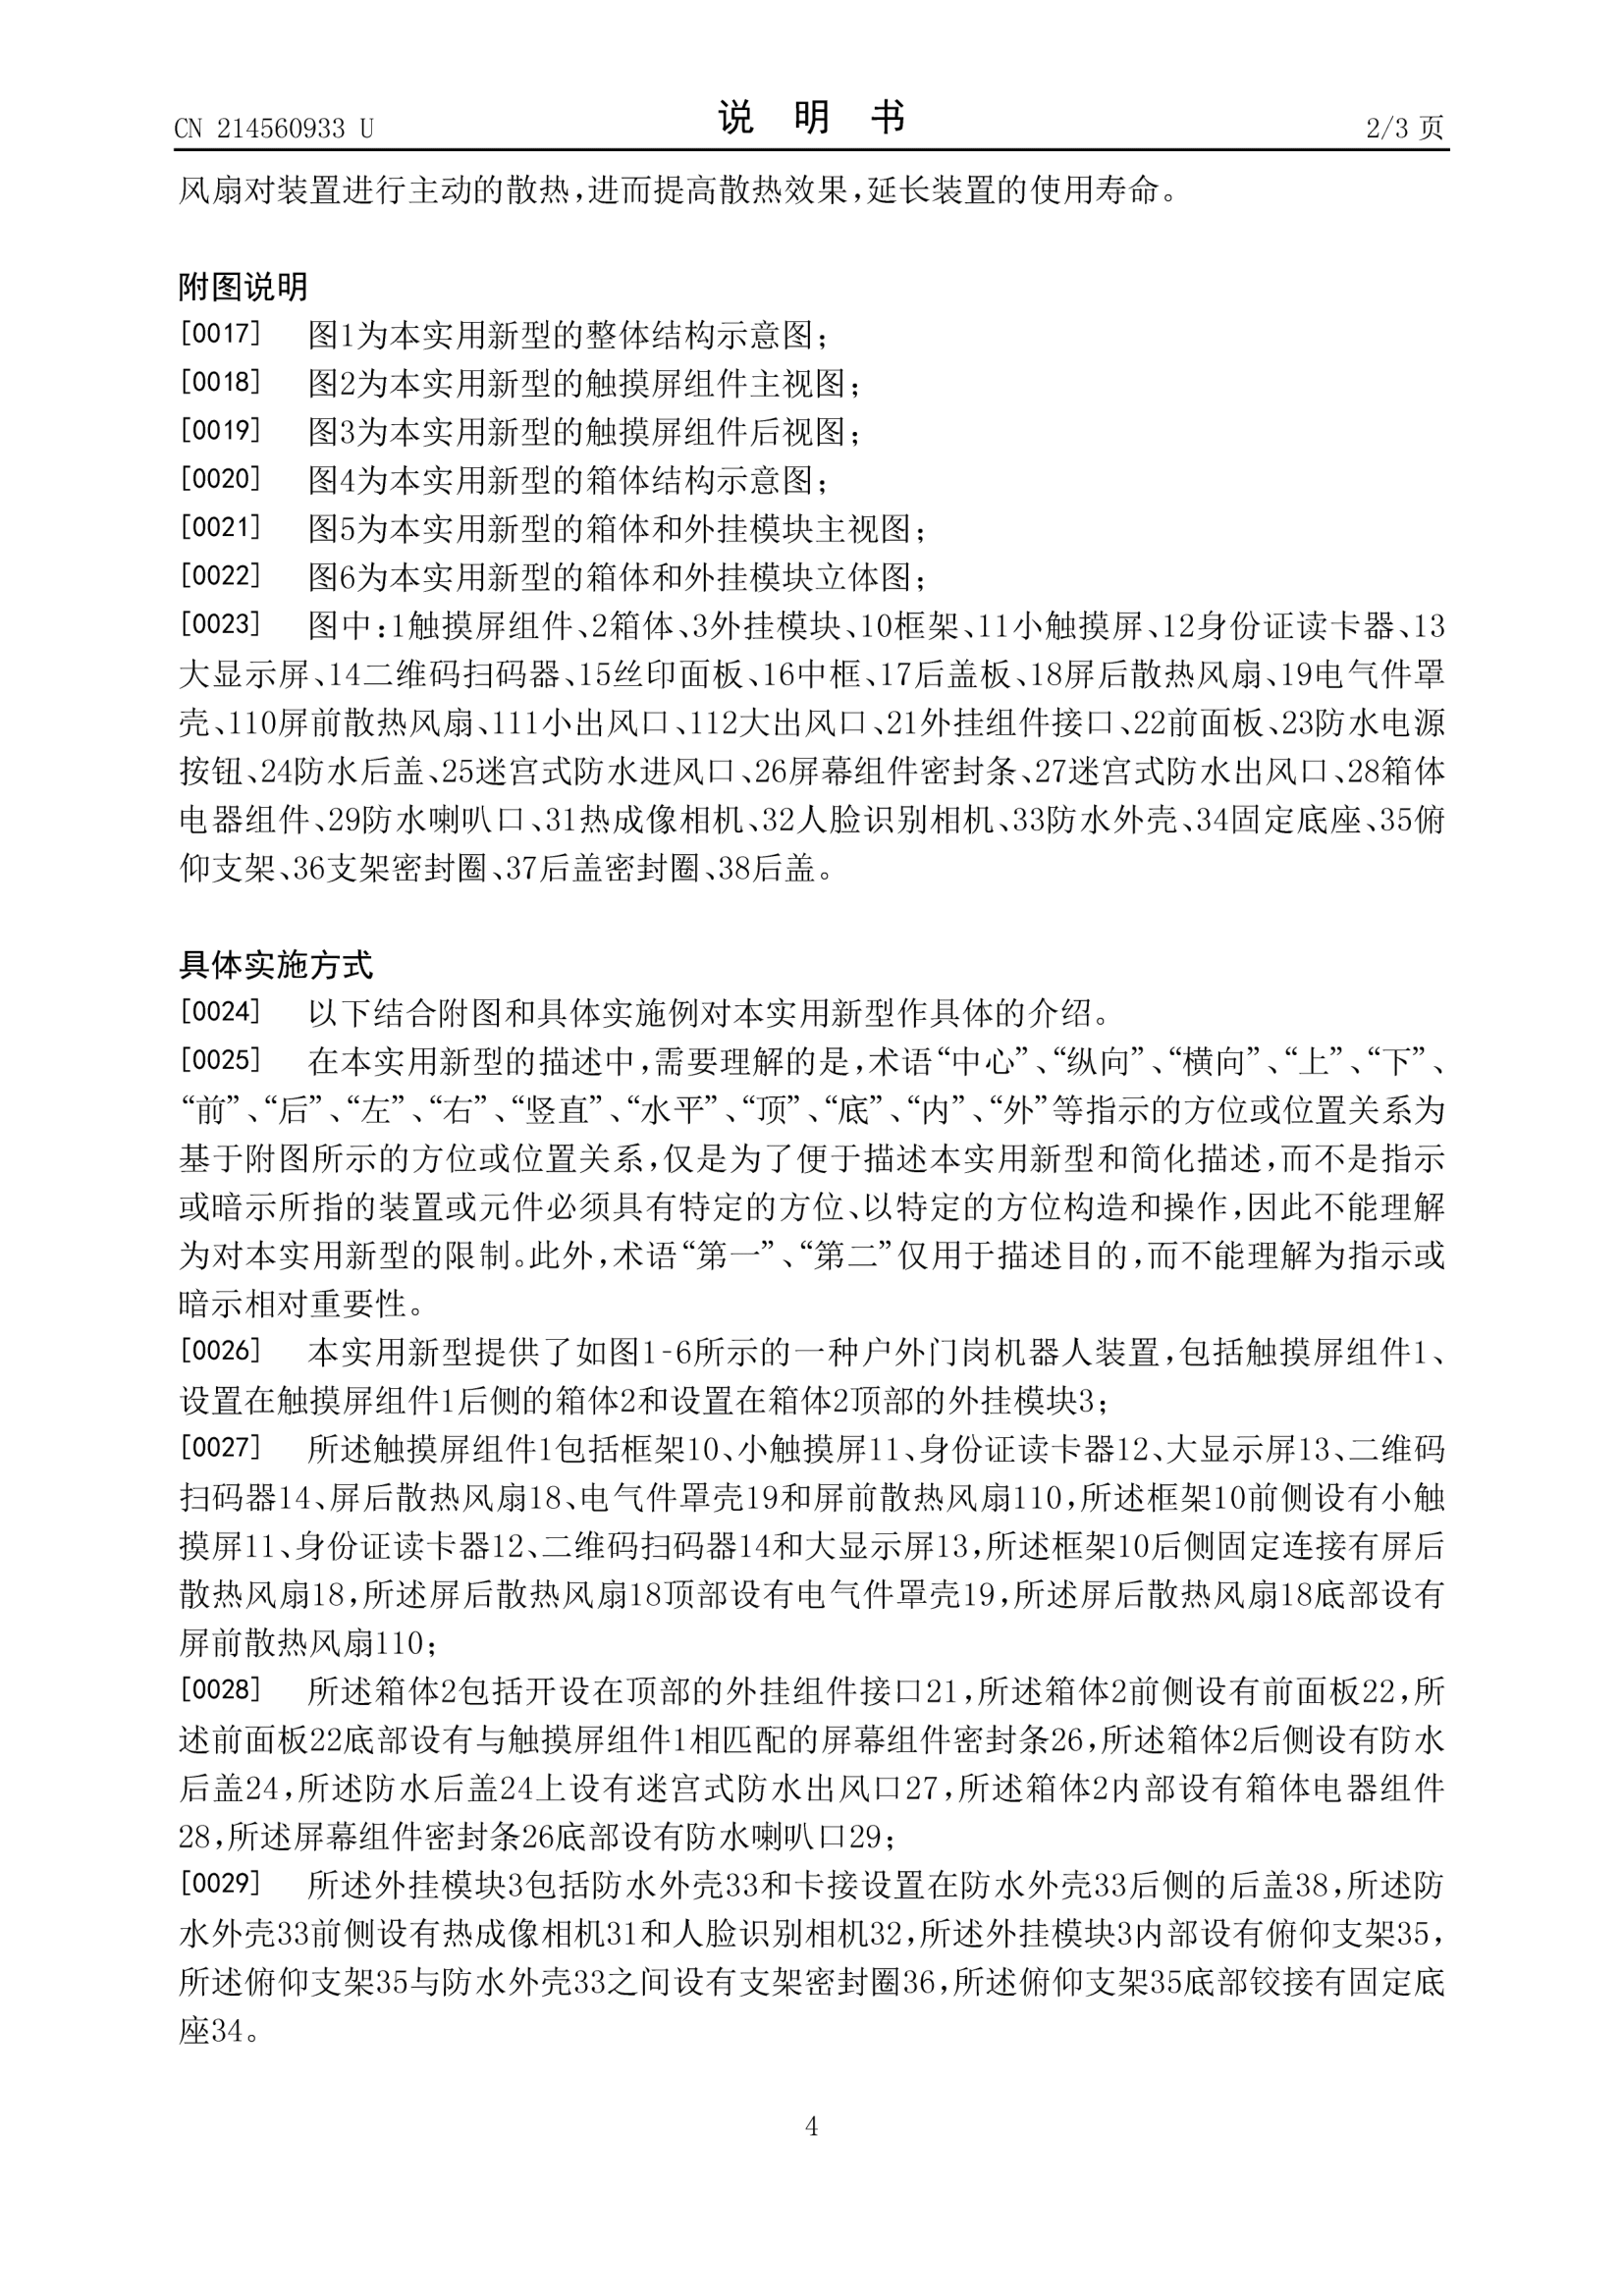 CN 214560933 U
说 明 书
2/3 页
风扇对装置进行主动的散热,进而提高散热效果,延长装置的使用寿命。
附图说明
[0017] 图1为本实用新型的整体结构示意图;
[0018] 图2为本实用新型的触摸屏组件主视图;
[0019] 图3为本实用新型的触摸屏组件后视图;
[0020] 图4为本实用新型的箱体结构示意图;
[0021] 图5为本实用新型的箱体和外挂模块主视图;
[0022] 图6为本实用新型的箱体和外挂模块立体图;
[0023] 图中:1触摸屏组件、2箱体、3外挂模块、10框架、11小触摸屏、12身份证读卡器、13
大显示屏、14二维码扫码器、15丝印面板、16中框、17后盖板、18屏后散热风扇、19电气件罩
壳、110屏前散热风扇、111小出风口、112大出风口、21外挂组件接口、22前面板、23防水电源
按钮、24防水后盖、25迷宫式防水进风口、26屏幕组件密封条、27迷宫式防水出风口、28箱体
电器组件、29防水喇叭口、31热成像相机、32人脸识别相机、33防水外壳、34固定底座、35俯
仰支架、36支架密封圈、37后盖密封圈、38后盖。
具体实施方式
[0024] 以下结合附图和具体实施例对本实用新型作具体的介绍。
[0025] 在本实用新型的描述中,需要理解的是,术语“中心”、“纵向”、“横向”、“上”、“下”、
“前”、“后”、“左”、“右”、“竖直”、“水平”、“顶”、“底”、“内”、“外”等指示的方位或位置关系为
基于附图所示的方位或位置关系,仅是为了便于描述本实用新型和简化描述,而不是指示
或暗示所指的装置或元件必须具有特定的方位、以特定的方位构造和操作,因此不能理解
为对本实用新型的限制。此外,术语“第一”、“第二”仅用于描述目的,而不能理解为指示或
暗示相对重要性。
[0026] 本实用新型提供了如图1-6所示的一种户外门岗机器人装置,包括触摸屏组件1、
设置在触摸屏组件1后侧的箱体2和设置在箱体2顶部的外挂模块3;
[0027] 所述触摸屏组件1包括框架10、小触摸屏11、身份证读卡器12、大显示屏13、二维码
扫码器14、屏后散热风扇18、电气件罩壳19和屏前散热风扇110,所述框架10前侧设有小触
摸屏11、身份证读卡器12、二维码扫码器14和大显示屏13,所述框架10后侧固定连接有屏后
散热风扇18,所述屏后散热风扇18顶部设有电气件罩壳19,所述屏后散热风扇18底部设有
屏前散热风扇110;
[0028] 所述箱体2包括开设在顶部的外挂组件接口21,所述箱体2前侧设有前面板22,所
述前面板22底部设有与触摸屏组件1相匹配的屏幕组件密封条26,所述箱体2后侧设有防水
后盖24,所述防水后盖24上设有迷宫式防水出风口27,所述箱体2内部设有箱体电器组件
28,所述屏幕组件密封条26底部设有防水喇叭口29;
[0029] 所述外挂模块3包括防水外壳33和卡接设置在防水外壳33后侧的后盖38,所述防
水外壳33前侧设有热成像相机31和人脸识别相机32,所述外挂模块3内部设有俯仰支架35,
所述俯仰支架35与防水外壳33之间设有支架密封圈36,所述俯仰支架35底部铰接有固定底
座34。
4